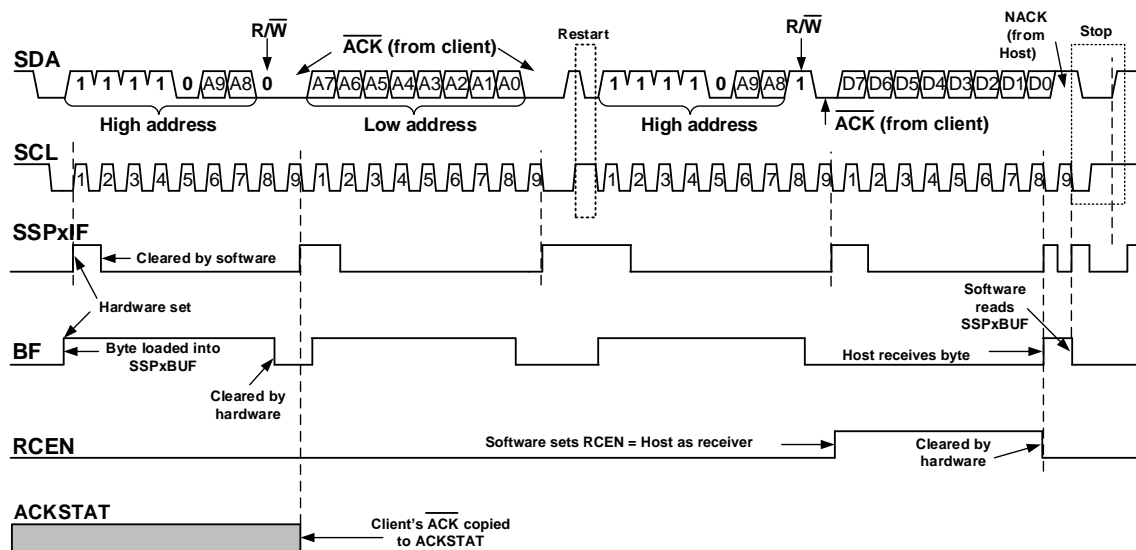 R/W
ACK (from client)
Restart
R/W
NACK
(from
Host)
Stop
SDA
1 1 1 1 0 A9 A8 0 A7 A6 A5 A4 A3 A2 A1 A0 1 1 1 1 0 A9 A8 1 D7 D6 D5 D4 D3 D2 D1 D0
High address
Low address
High address
ACK (from client)
SCL
1 2 3 4 5 6 7 8 9 1 2 3 4 5 6 7 8 9 1 2 3 4 5 6 7 8 9 1 2 3 4 5 6 7 8 9
SSPxIF
Cleared by software
Hardware set
Software
reads
SSPxBUF
BF
Byte loaded into
SSPxBUF
Host receives byte
Cleared by
hardware
RCEN
Software sets RCEN = Host as receiver
Cleared by
hardware
ACKSTAT
Client's ACK copied
to ACKSTAT